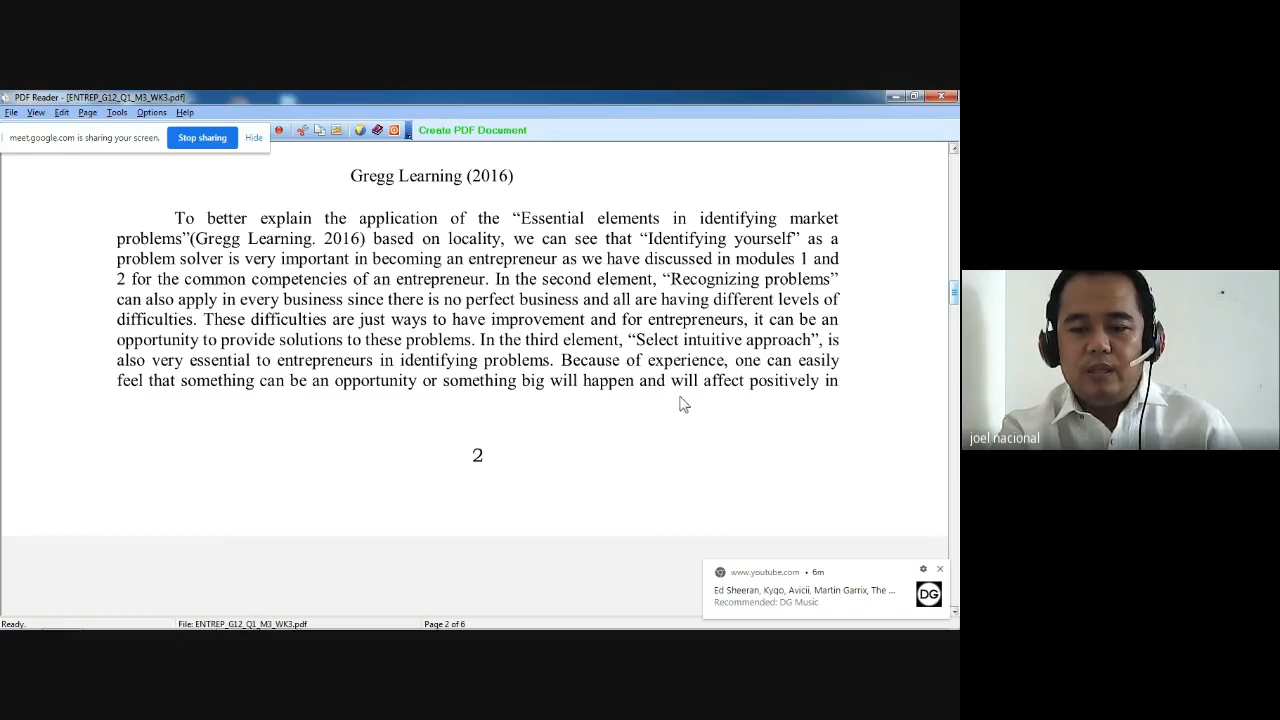 PDF Reader - [ENTREP_G12_Q1_M3_WK3.pdf]
File View Edit Page Tools Options Help
meet.google.com is sharing your screen. Stop sharing Hide
Create PDF Document
Gregg Learning (2016)
To better explain the application of the “Essential elements in identifying market
problems”(Gregg Learning. 2016) based on locality, we can see that “Identifying yourself” as a
problem solver is very important in becoming an entrepreneur as we have discussed in modules 1 and
2 for the common competencies of an entrepreneur. In the second element, “Recognizing problems”
can also apply in every business since there is no perfect business and all are having different levels of
difficulties. These difficulties are just ways to have improvement and for entrepreneurs, it can be an
opportunity to provide solutions to these problems. In the third element, “Select intuitive approach”, is
also very essential to entrepreneurs in identifying problems. Because of experience, one can easily
feel that something can be an opportunity or something big will happen and will affect positively in
2
joel nacional
www.youtube.com • 6m
Ed Sheeran, Kygo, Avicii, Martin Garrix, The ...
Recommended: DG Music
DG
Ready. File: ENTREP_G12_Q1_M3_WK3.pdf Page 2 of 6